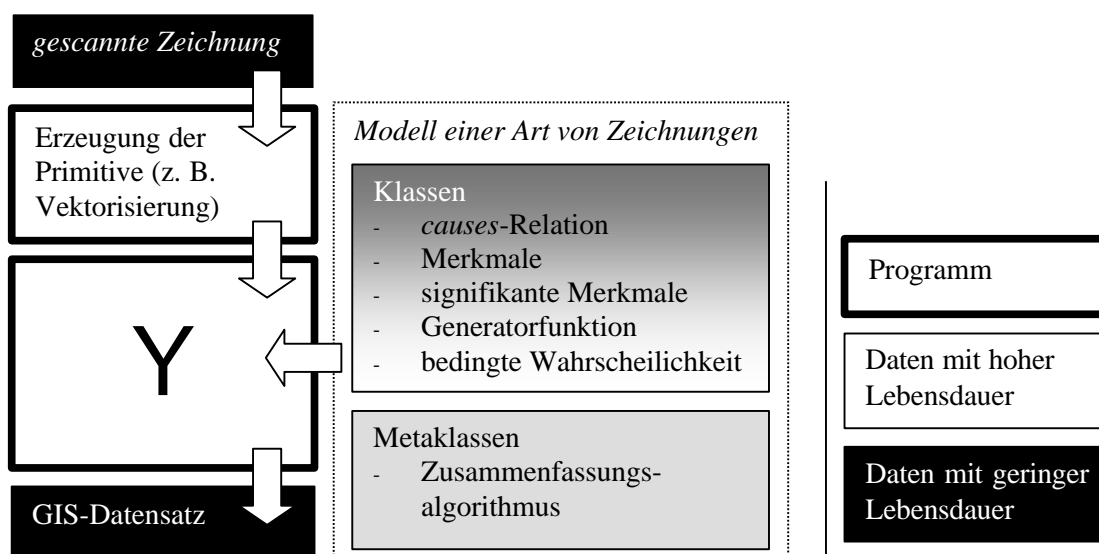 gescannte Zeichnung
Erzeugung der
Primitive (z. B.
Vektorisierung)
Y
GIS-Datensatz
Modell einer Art von Zeichnungen
Klassen
- causes-Relation
- Merkmale
- signifikante Merkmale
- Generatorfunktion
- bedingte Wahrscheilichkeit
Metaklassen
- Zusammenfassungs-
algorithmus
Programm
Daten mit hoher
Lebensdauer
Daten mit geringer
Lebensdauer